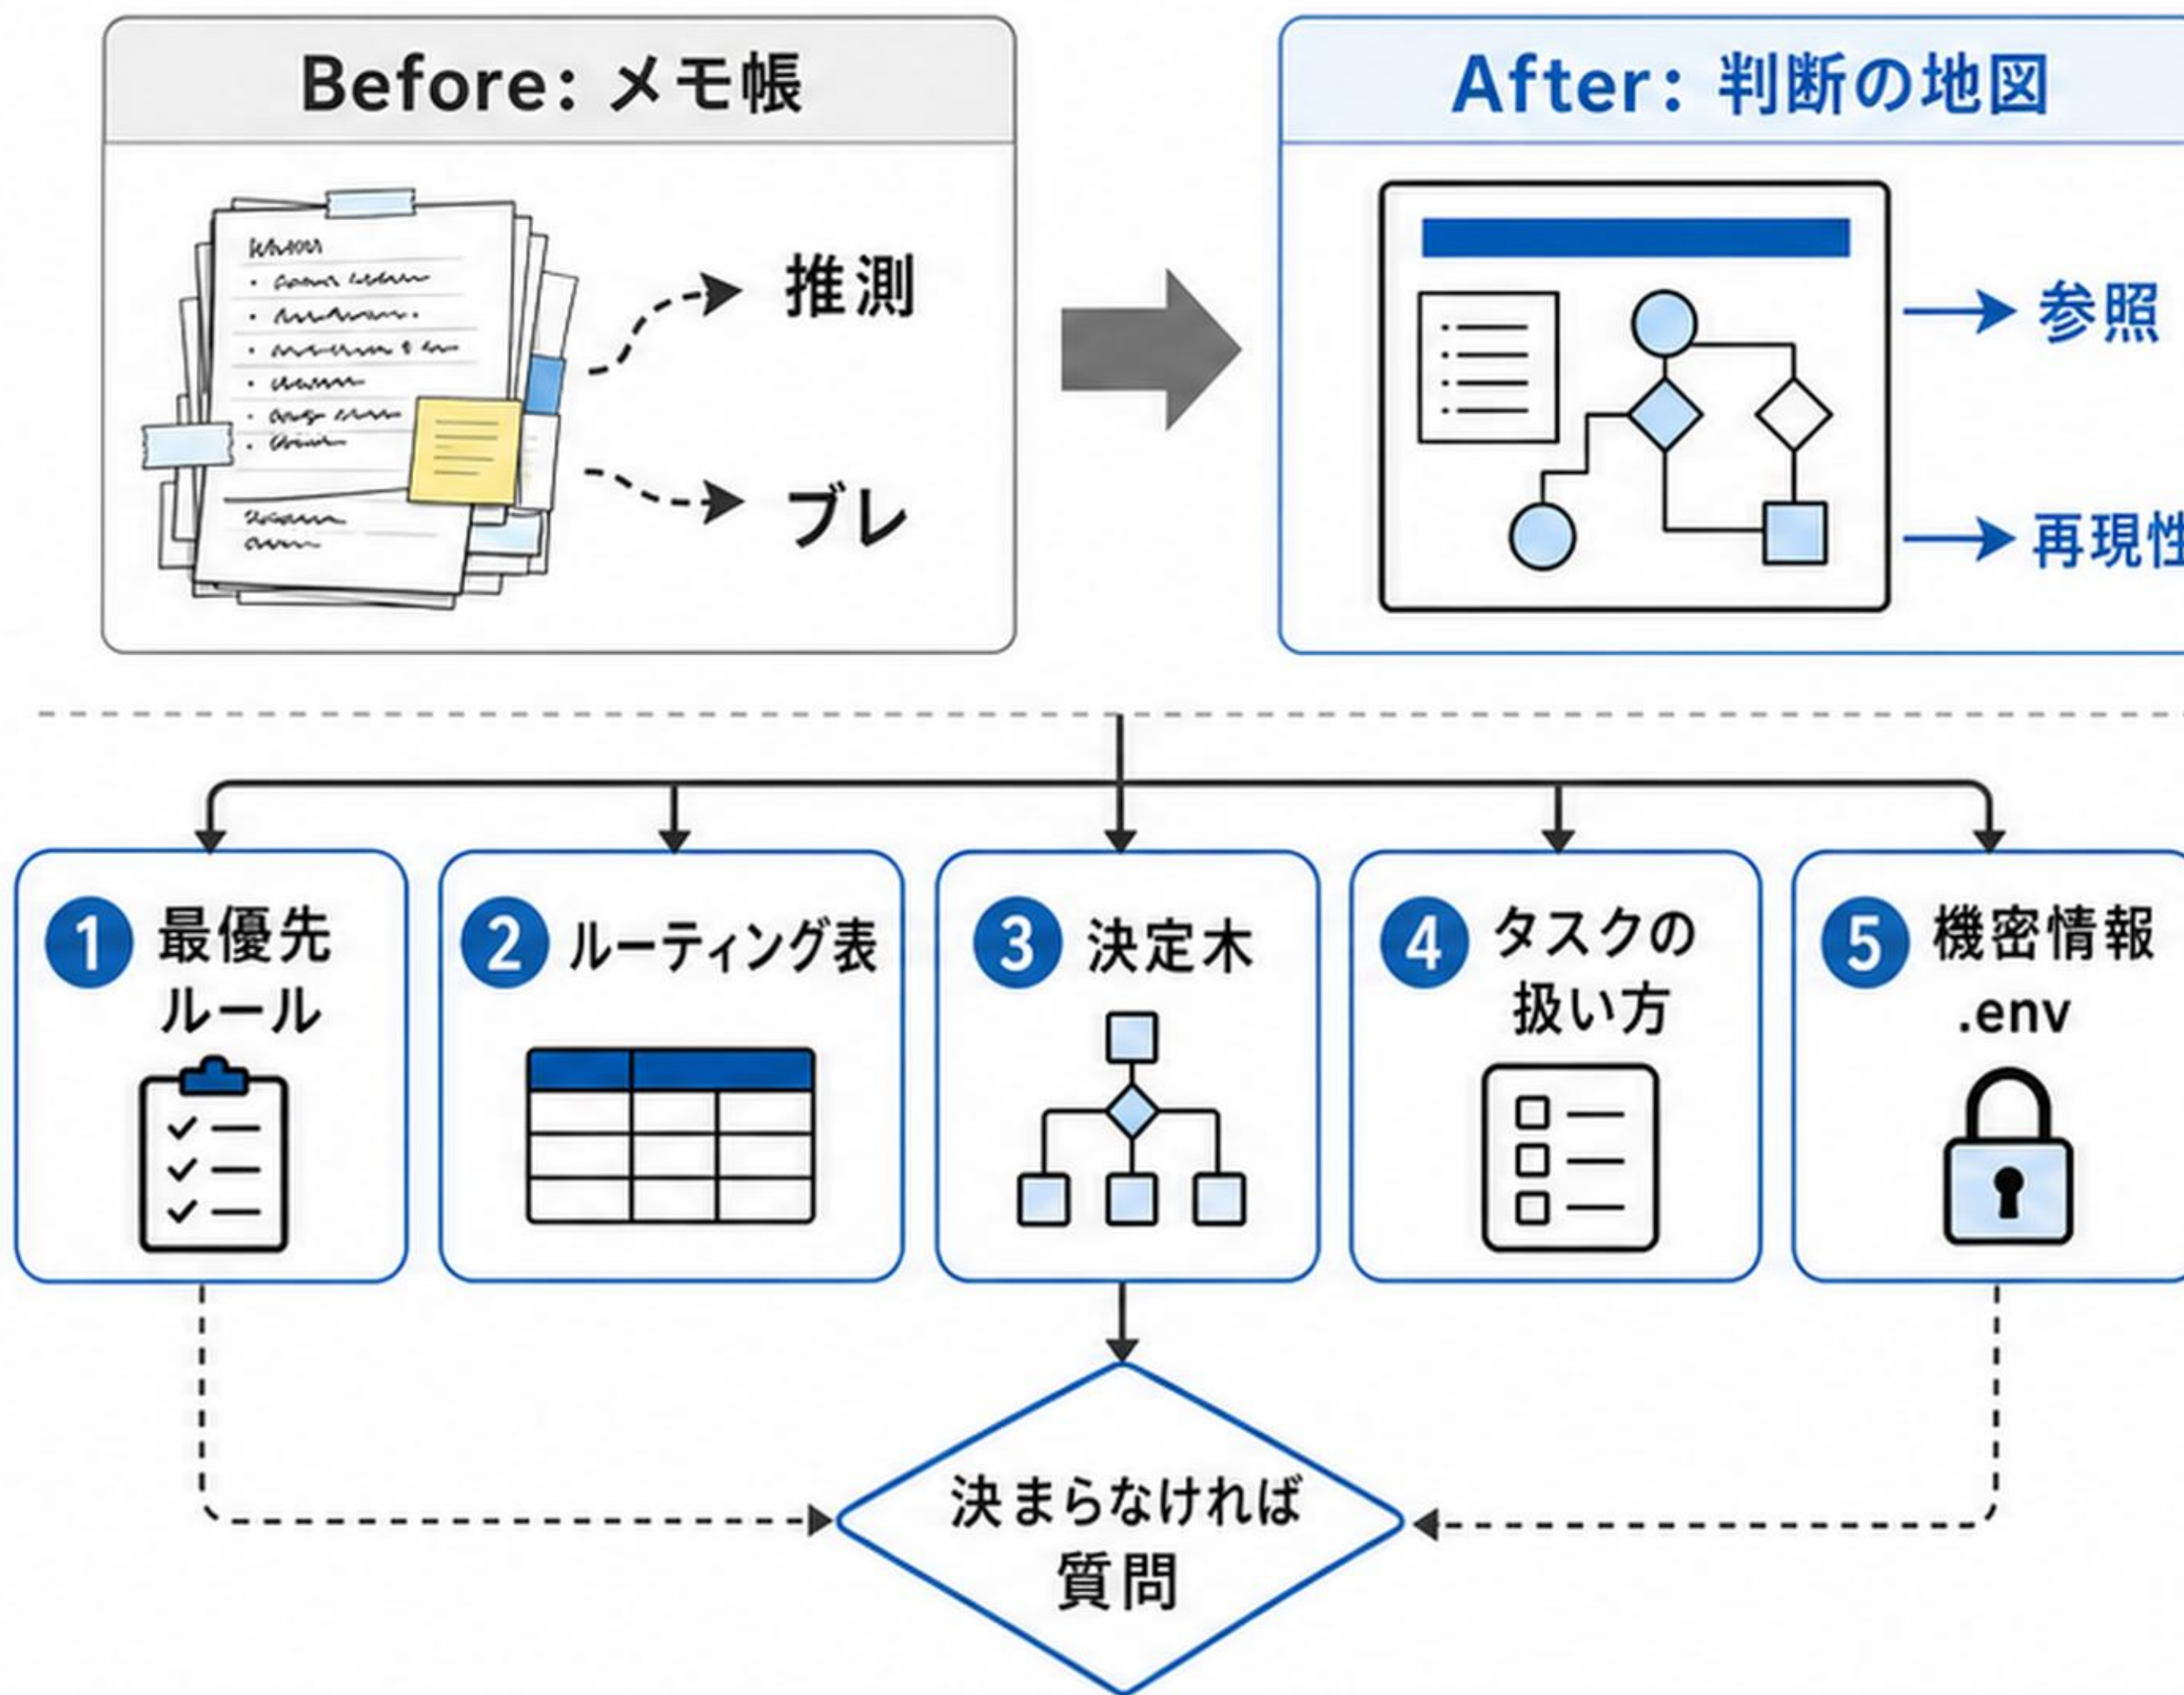 Before: メモ帳
推測
ブレ
After: 判断の地図
参照
再現性
1 最優先
ルール
2 ルーティング表
3 決定木
4 タスクの
扱い方
5 機密情報
.env
決まらなければ
質問